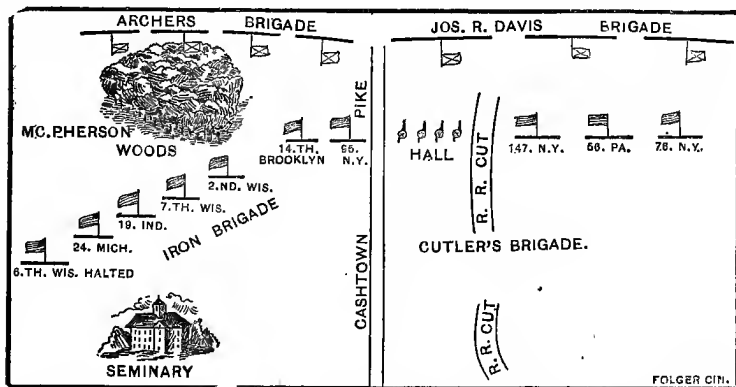 ARCHERS BRIGADE
JOS. R. DAVIS BRIGADE
MC.PHERSON
WOODS
PIKE
CASHTOWN
14.TH. BROOKLYN
95. N.Y.
2.ND. WIS.
7.TH. WIS.
19. IND.
24. MICH.
6.TH. WIS. HALTED
IRON BRIGADE
SEMINARY
HALL
R. R. CUT
147. N.Y.
56. PA.
76. N.Y.
CUTLER'S BRIGADE.
R. R. CUT
FOLGER CIN.